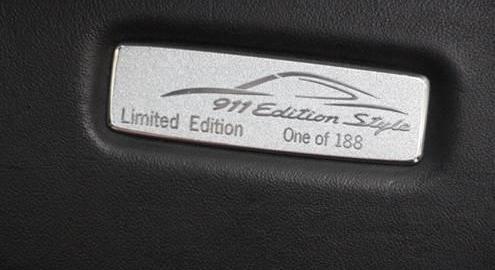 911 Edition Style
Limited Edition One of 188